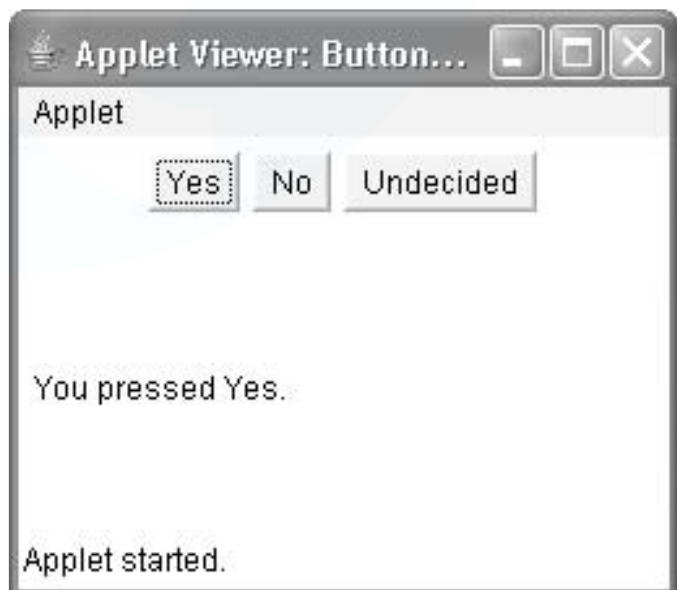 Applet Viewer: Button...
Applet
Yes No Undecided
You pressed Yes.
Applet started.